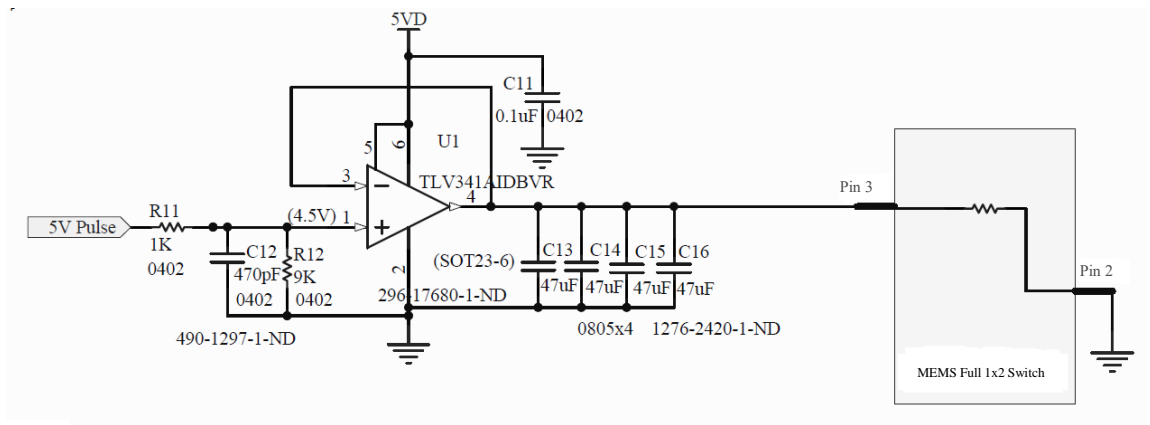 5VD
C11
0.1uF 0402
U1
5
6
3
TLV341AIDBVR
4
Pin 3
5V Pulse
R11
1K
0402
(4.5V) 1
C12
470pF
0402
R12
9K
0402
2
(SOT23-6)
C13
47uF
C14
47uF
C15
47uF
C16
47uF
296-17680-1-ND
490-1297-1-ND
0805x4
1276-2420-1-ND
Pin 2
MEMS Full 1x2 Switch